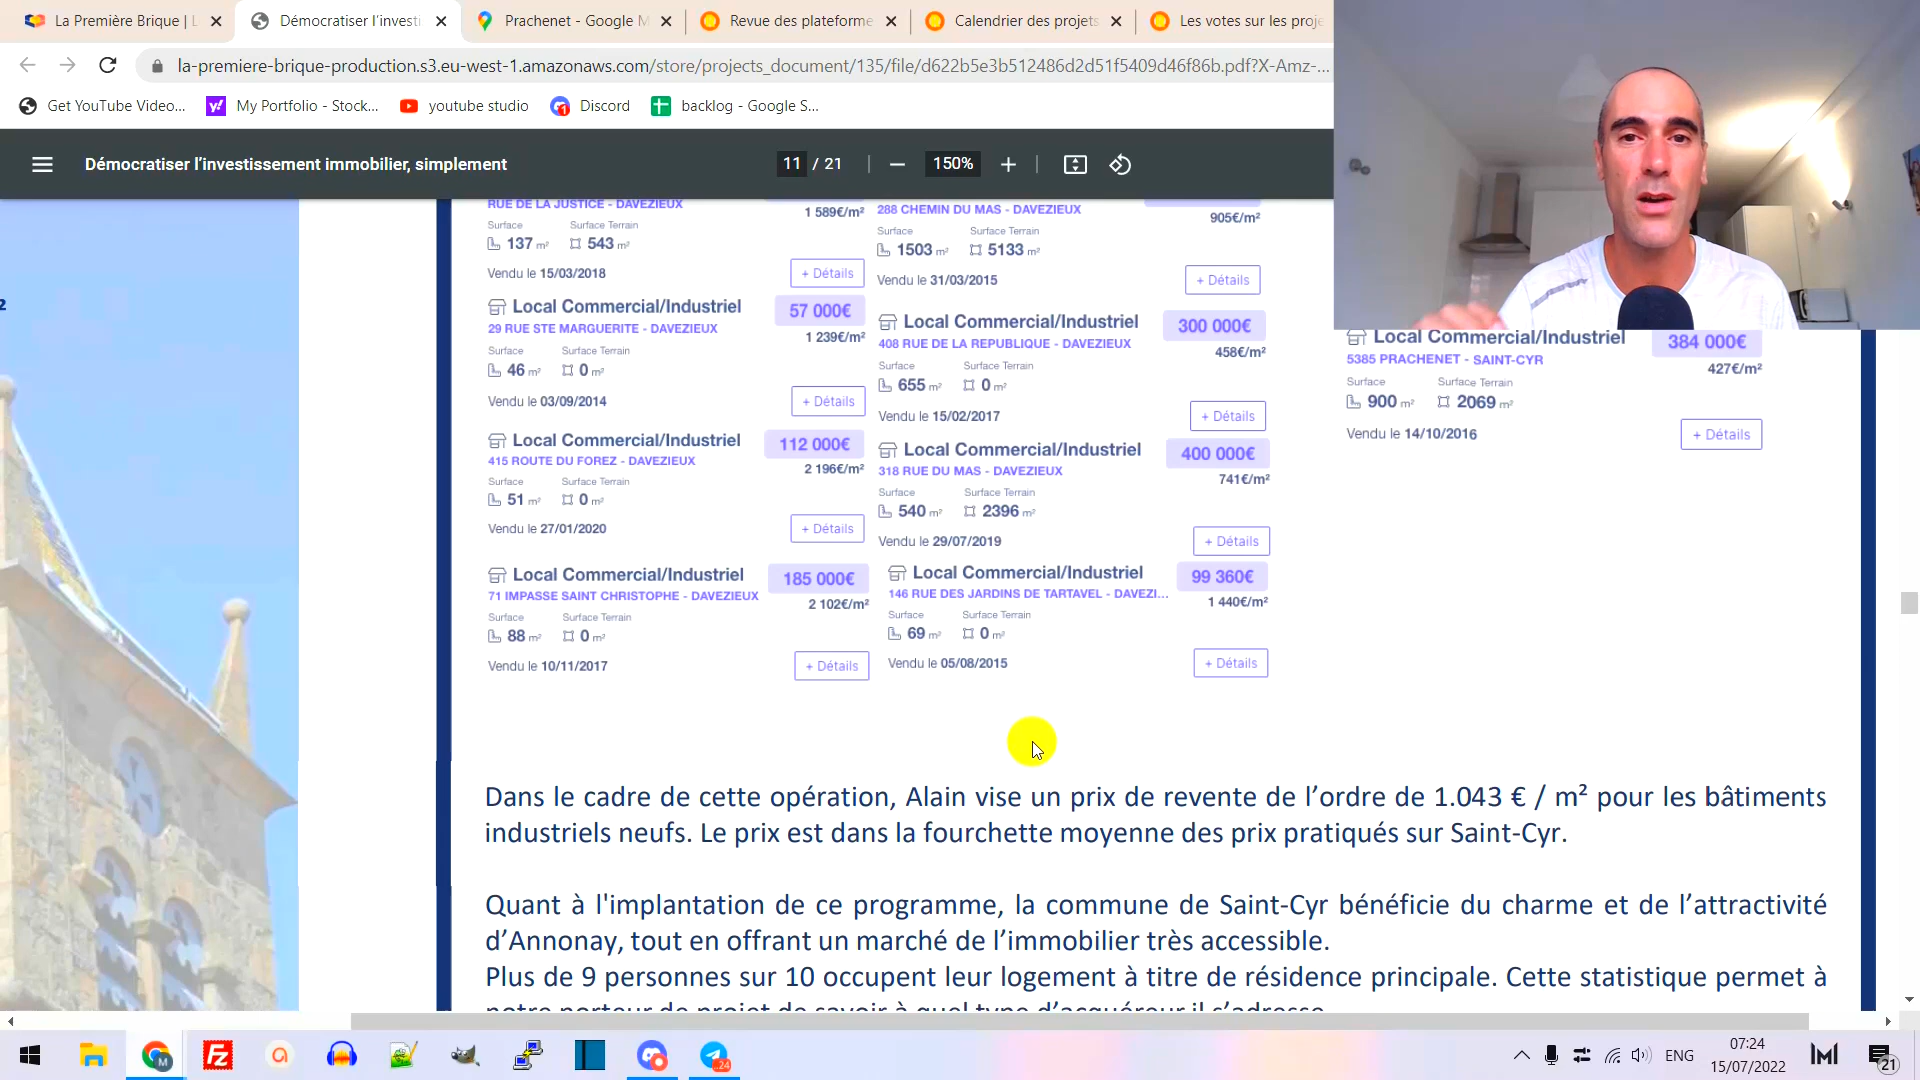 La Première Brique | L
Démocratiser l'investi
Prachenet - Google M
Revue des plateforme
Calendrier des projets
Les votes sur les proje
la-premiere-brique-production.s3.eu-west-1.amazonaws.com/store/projects_document/135/file/d622b5e3b512486d2d51f5409d46f86b.pdf?X-Amz-...
Get YouTube Video...
My Portfolio - Stock...
youtube studio
Discord
backlog - Google S...
Démocratiser l'investissement immobilier, simplement
11 / 21
150%
2
RUE DE LA JUSTICE - DAVEZIEUX
1 589€/m²
Surface
Surface Terrain
137 m²
543 m²
Vendu le 15/03/2018
+ Détails
Local Commercial/Industriel
57 000€
29 RUE STE MARGUERITE - DAVEZIEUX
1 239€/m²
Surface
Surface Terrain
46 m²
0 m²
Vendu le 03/09/2014
+ Détails
Local Commercial/Industriel
112 000€
415 ROUTE DU FOREZ - DAVEZIEUX
2 196€/m²
Surface
Surface Terrain
51 m²
0 m²
Vendu le 27/01/2020
+ Détails
Local Commercial/Industriel
185 000€
71 IMPASSE SAINT CHRISTOPHE - DAVEZIEUX
2 102€/m²
Surface
Surface Terrain
88 m²
0 m²
Vendu le 10/11/2017
+ Détails
288 CHEMIN DU MAS - DAVEZIEUX
905€/m²
Surface
Surface Terrain
1503 m²
5133 m²
Vendu le 31/03/2015
+ Détails
Local Commercial/Industriel
300 000€
408 RUE DE LA REPUBLIQUE - DAVEZIEUX
458€/m²
Surface
Surface Terrain
655 m²
0 m²
Vendu le 15/02/2017
+ Détails
Local Commercial/Industriel
400 000€
318 RUE DU MAS - DAVEZIEUX
741€/m²
Surface
Surface Terrain
540 m²
2396 m²
Vendu le 29/07/2019
+ Détails
Local Commercial/Industriel
99 360€
146 RUE DES JARDINS DE TARTAVEL - DAVEZI...
1 440€/m²
Surface
Surface Terrain
69 m²
0 m²
Vendu le 05/08/2015
+ Détails
Local Commercial/Industriel
384 000€
5385 PRACHENET - SAINT-CYR
427€/m²
Surface
Surface Terrain
900 m²
2069 m²
Vendu le 14/10/2016
+ Détails
Dans le cadre de cette opération, Alain vise un prix de revente de l'ordre de 1.043 € / m² pour les bâtiments
industriels neufs. Le prix est dans la fourchette moyenne des prix pratiqués sur Saint-Cyr.
Quant à l'implantation de ce programme, la commune de Saint-Cyr bénéficie du charme et de l'attractivité
d'Annonay, tout en offrant un marché de l'immobilier très accessible.
Plus de 9 personnes sur 10 occupent leur logement à titre de résidence principale. Cette statistique permet à
notre porteur de projet de savoir à quel type d'acquéreur il s'adresse.
ENG
07:24
15/07/2022
21
24